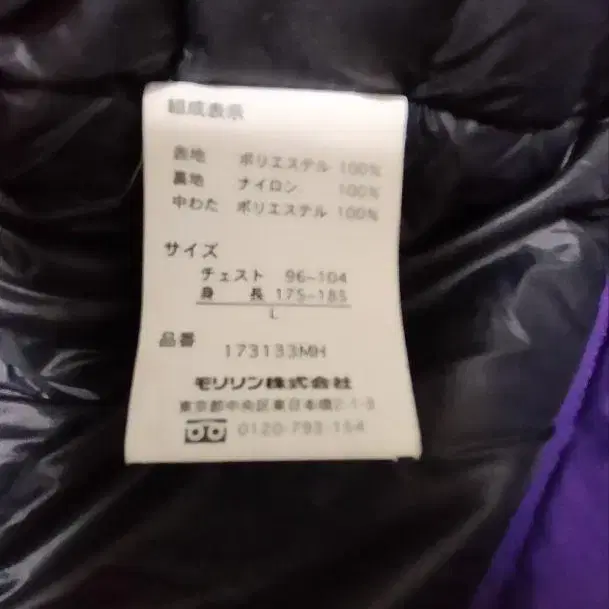 組成表示
表地 ポリエステル 100%
裏地 ナイロン 100%
中わた ポリエステル 100%
サイズ
チェスト 96-104
身 長 175-185
L
品番
173133MH
モリリン株式会社
東京都中央区東日本橋2-1-3
0120-793-154